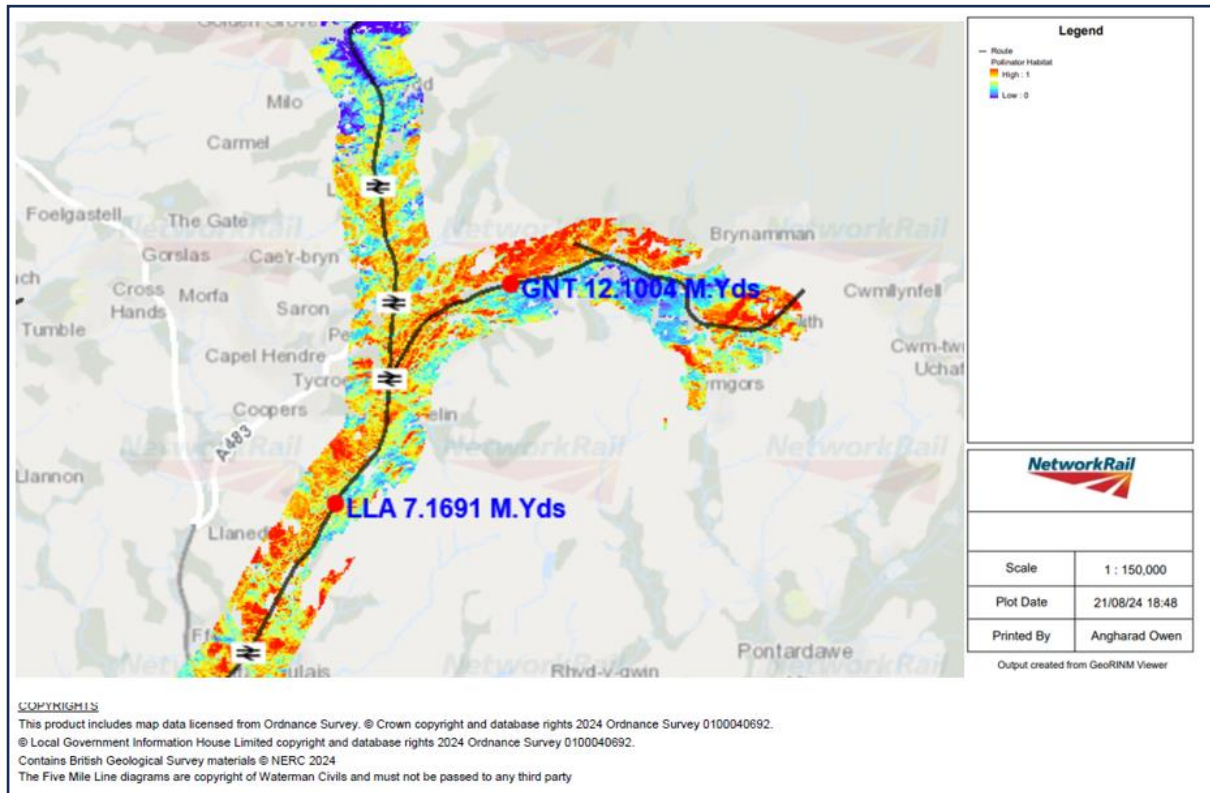 Golden Grove
Milo
Carmel
Foelgastell
The Gate
Gorslas
Cae'r-bryn
Brynamman
Cross
Hands
Morfa
Saron
GNT 12.1004 M.Yds
Cwmllynfell
Tumble
Capel Hendre
Tycroe
Cwm-tw
Uchaf
Coopers
A483
Llannon
LLA 7.1691 M.Yds
Pontardawe
Rhyd-y-gwin
NetworkRail
Legend
Route
Pollinator Habitat
High : 1
Low : 0
NetworkRail
Scale 1 : 150,000
Plot Date 21/08/24 18:48
Printed By Angharad Owen
Output created from GeoRINM Viewer
COPYRIGHTS
This product includes map data licensed from Ordnance Survey. © Crown copyright and database rights 2024 Ordnance Survey 0100040692.
© Local Government Information House Limited copyright and database rights 2024 Ordnance Survey 0100040692.
Contains British Geological Survey materials © NERC 2024
The Five Mile Line diagrams are copyright of Waterman Civils and must not be passed to any third party